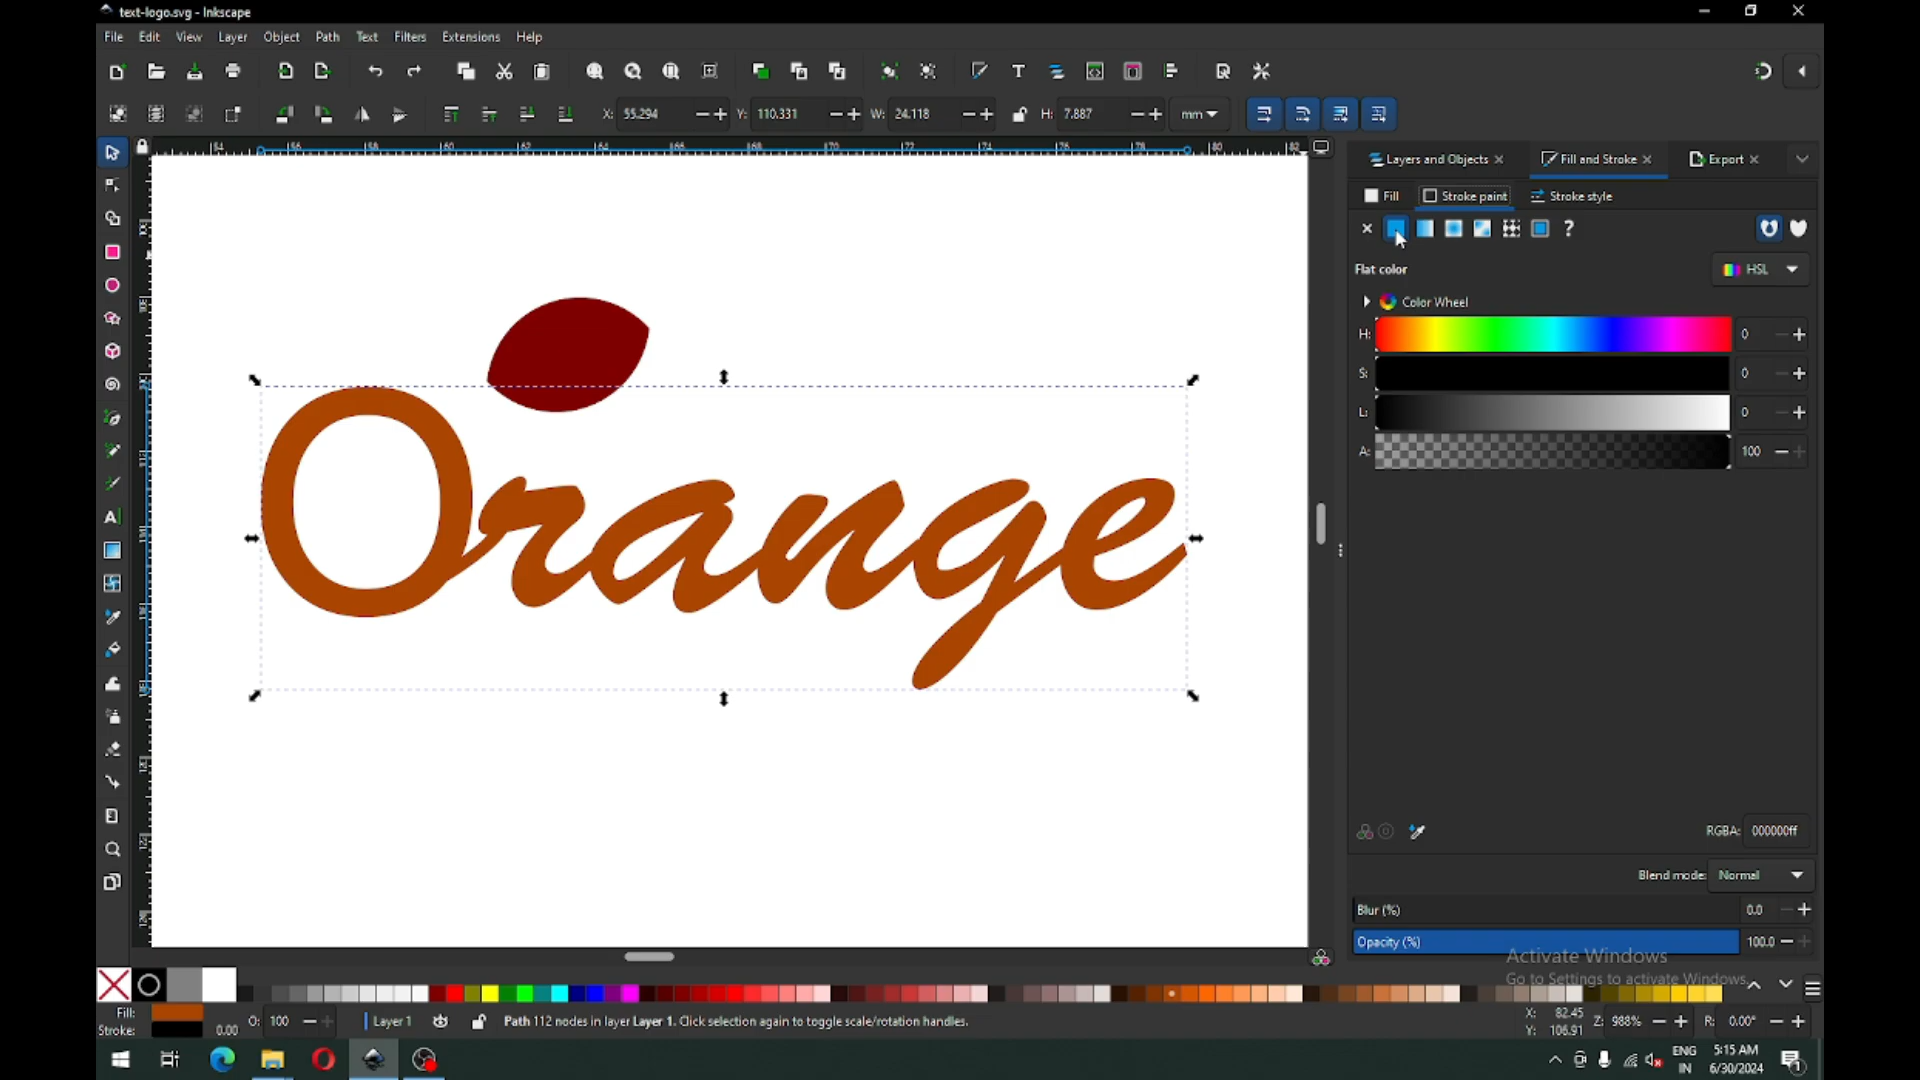 text-logo.svg - Inkscape
File Edit View Layer Object Path Text Filters Extensions Help
X: 55.294 Y: 110.331 W: 24.118 H: 7.887 mm
Layers and Objects Fill and Stroke Export
Fill Stroke paint Stroke style
?
Flat color HSL
Color Wheel
H: 0
S: 0
L: 0
A: 100
Orange
RGBA: 000000ff
Blend mode: Normal
Blur (%) 0.0
Opacity (%) 100.0
Activate Windows
Go to Settings to activate Windows.
Fill:
Stroke: 0.00 O: 100 Layer 1 Path 112 nodes in layer Layer 1. Click selection again to toggle scale/rotation handles.
X: 82.45
Y: 106.91
Z: 988% R: 0.00°
ENG
IN
5:15 AM
6/30/2024
1